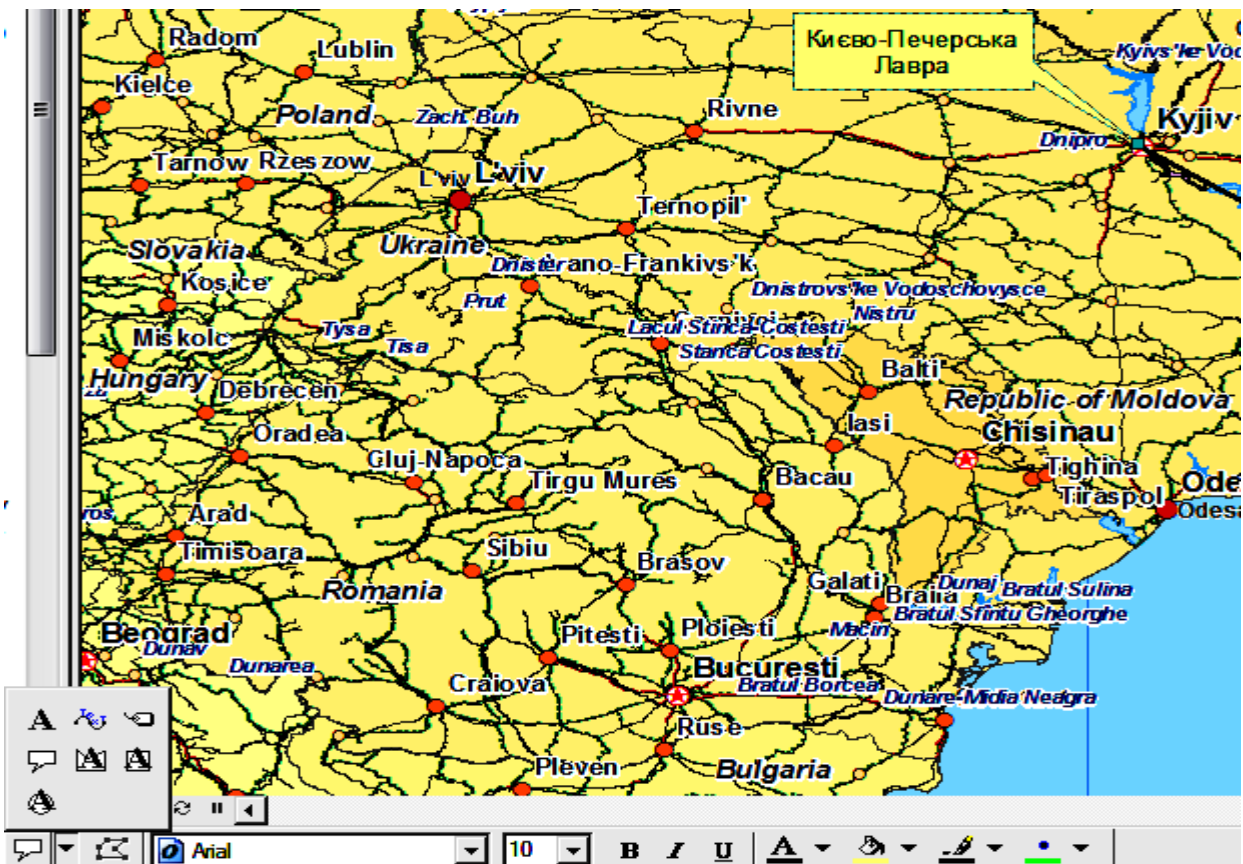 Radom
Lublin
Києво-Печерська
Лавра
Kyivs'ke Vod
Kielce
Poland
Zach. Buh
Rivne
Kyjiv
Dnipro
Tarnow
Rzeszow
L'viv
L'viv
Ternopil'
Slovakia
Ukraine
Dnister
ano-Frankivs'k
Kosice
Prut
Dnistrovs'ke Vodoschovysce
Nistru
Miskolc
Tysa
Tisa
Lacul Stinca-Costesti
Stanca Costesti
Balti
Hungary
Debrecen
Republic of Moldova
Oradea
Iasi
Chisinau
Cluj-Napoca
Tirgu Mures
Bacau
Tighina
Tiraspol
Ode
Odesa
ros
Arad
Timisoara
Sibiu
Brasov
Romania
Galati
Braila
Dunaj
Bratul Sulina
Bratul Sfintu Gheorghe
Macin
Beograd
Dunav
Dunarea
Pitesti
Ploiesti
Bucuresti
Bratul Borcea
Craiova
Dunare-Midia Neagra
Ruse
Pleven
Bulgaria
Arial
10
B I U A